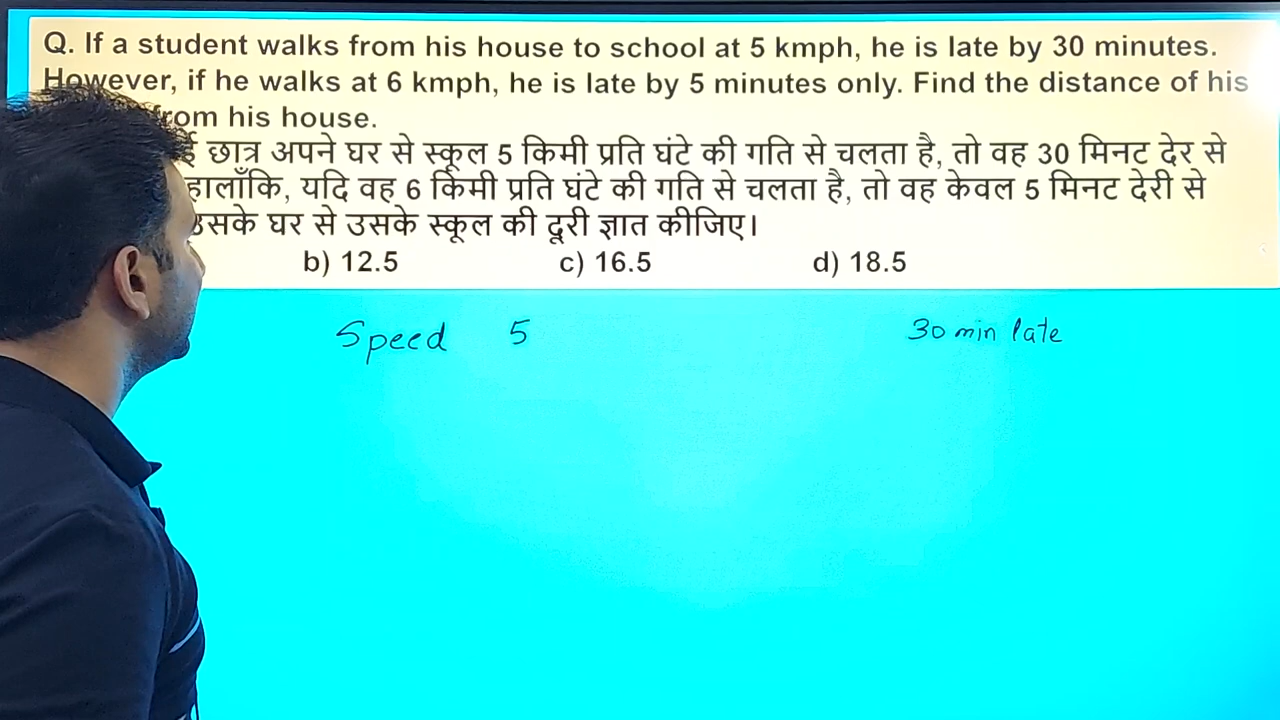 Q. If a student walks from his house to school at 5 kmph, he is late by 30 minutes.
However, if he walks at 6 kmph, he is late by 5 minutes only. Find the distance of his
from his house.
छात्र अपने घर से स्कूल 5 किमी प्रति घंटे की गति से चलता है, तो वह 30 मिनट देर से
हालाँकि, यदि वह 6 किमी प्रति घंटे की गति से चलता है, तो वह केवल 5 मिनट देरी से
उसके घर से उसके स्कूल की दूरी ज्ञात कीजिए।
b) 12.5 c) 16.5 d) 18.5
Speed 5 30 min late